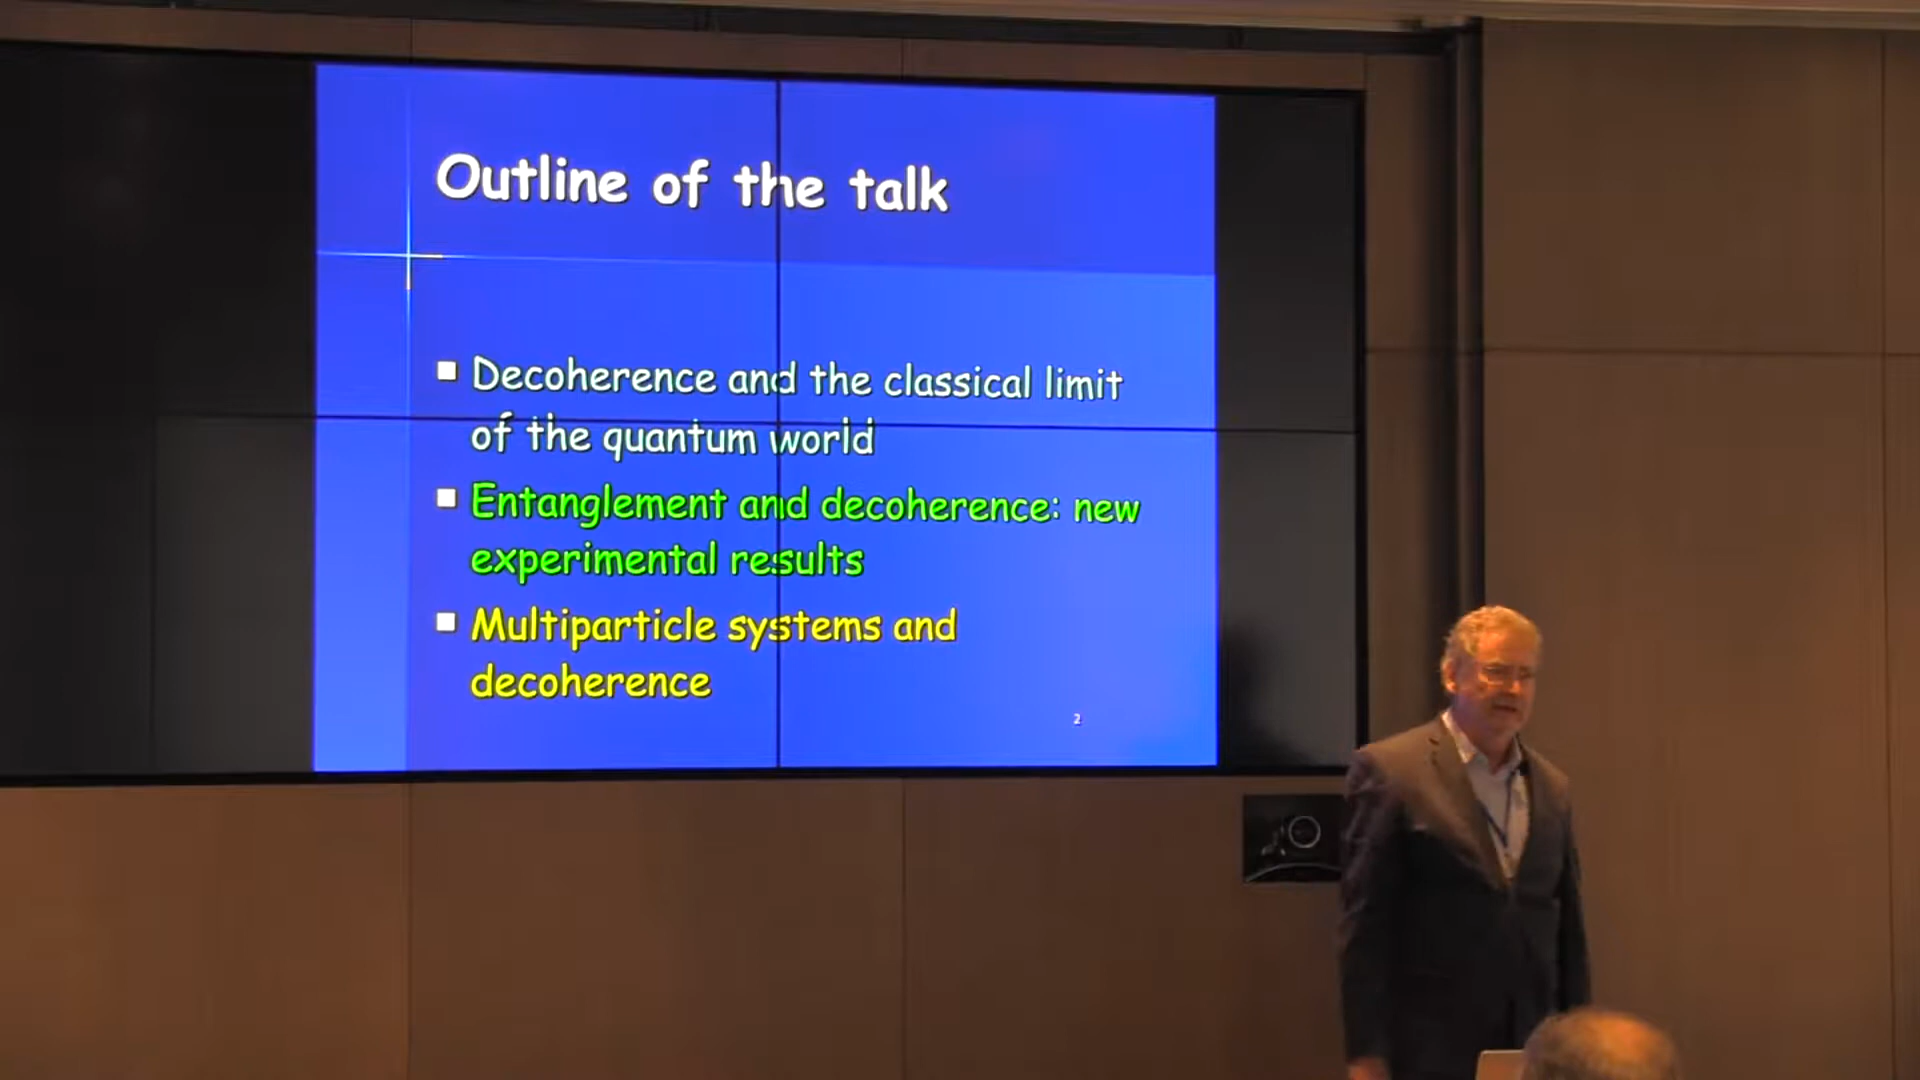 Outline of the talk
Decoherence and the classical limit
of the quantum world
Entanglement and decoherence: new
experimental results
Multiparticle systems and
decoherence
2